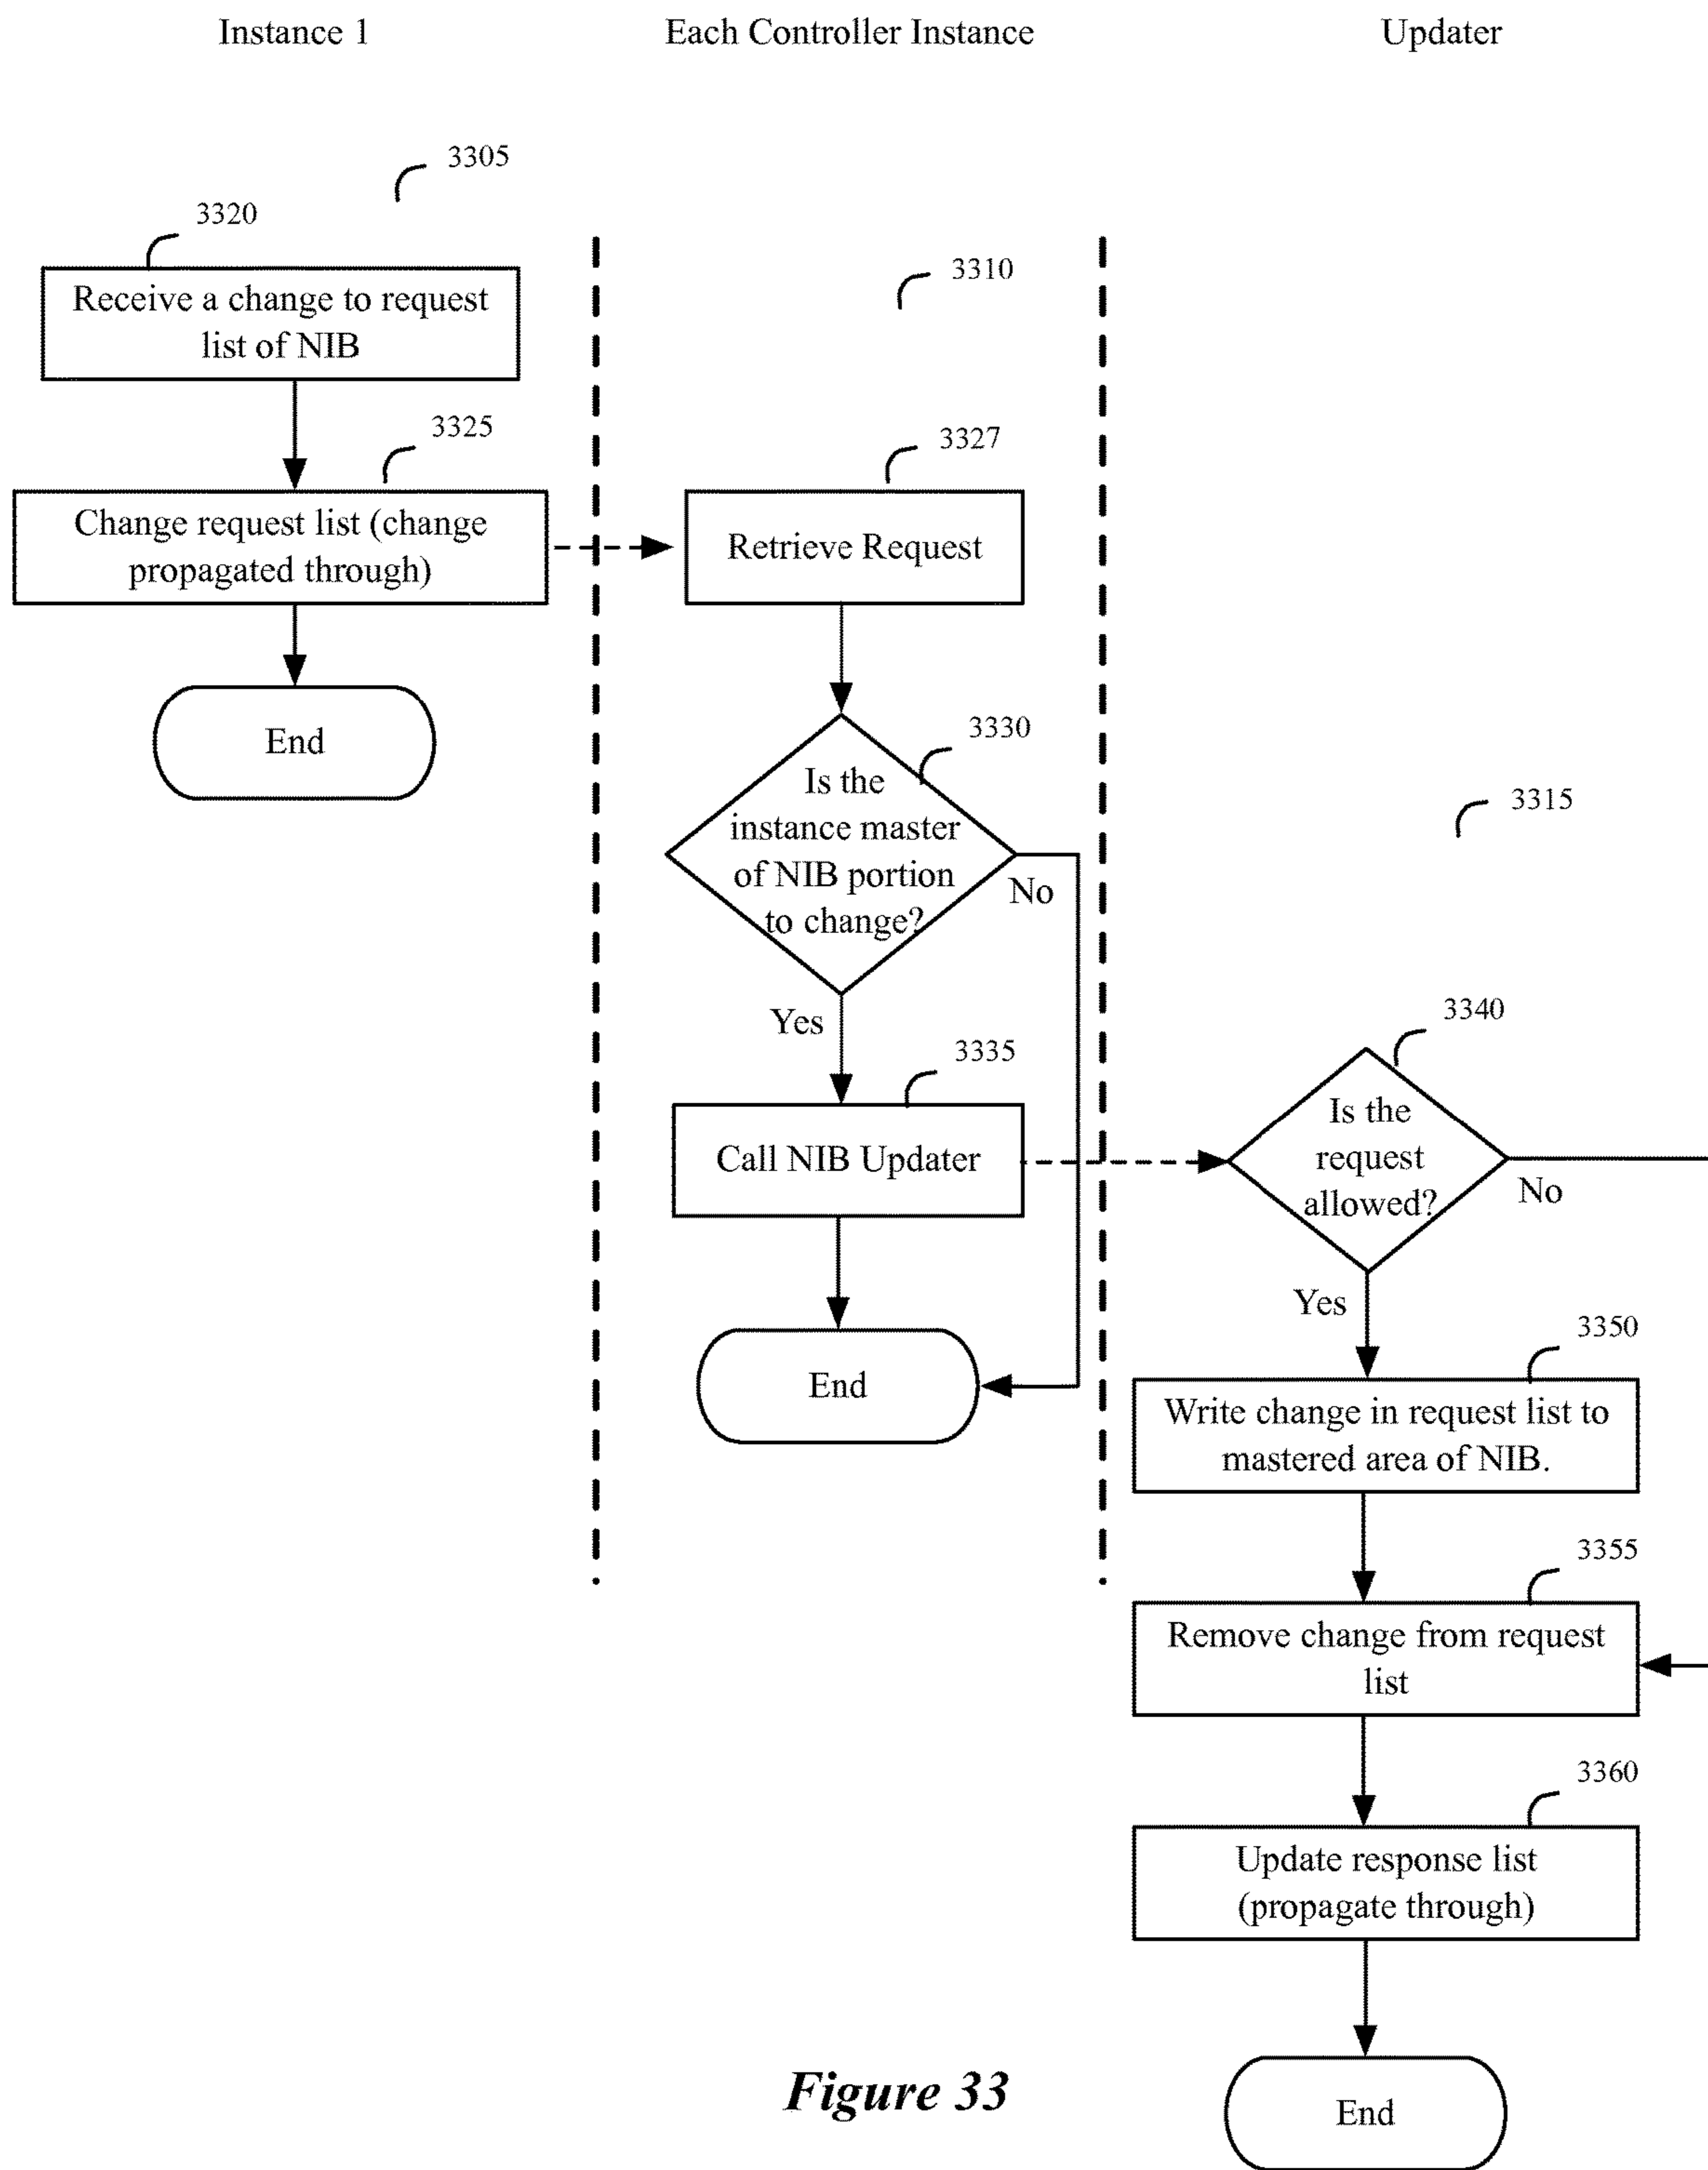 Instance 1
Each Controller Instance
Updater
3305
3320
Receive a change to request
list of NIB
3310
3325
Change request list (change
propagated through)
3327
Retrieve Request
End
3330
Is the
instance master
of NIB portion
to change?
No
Yes
3315
3335
Call NIB Updater
3340
Is the
request
allowed?
No
Yes
End
3350
Write change in request list to
mastered area of NIB.
3355
Remove change from request
list
3360
Update response list
(propagate through)
End
Figure 33